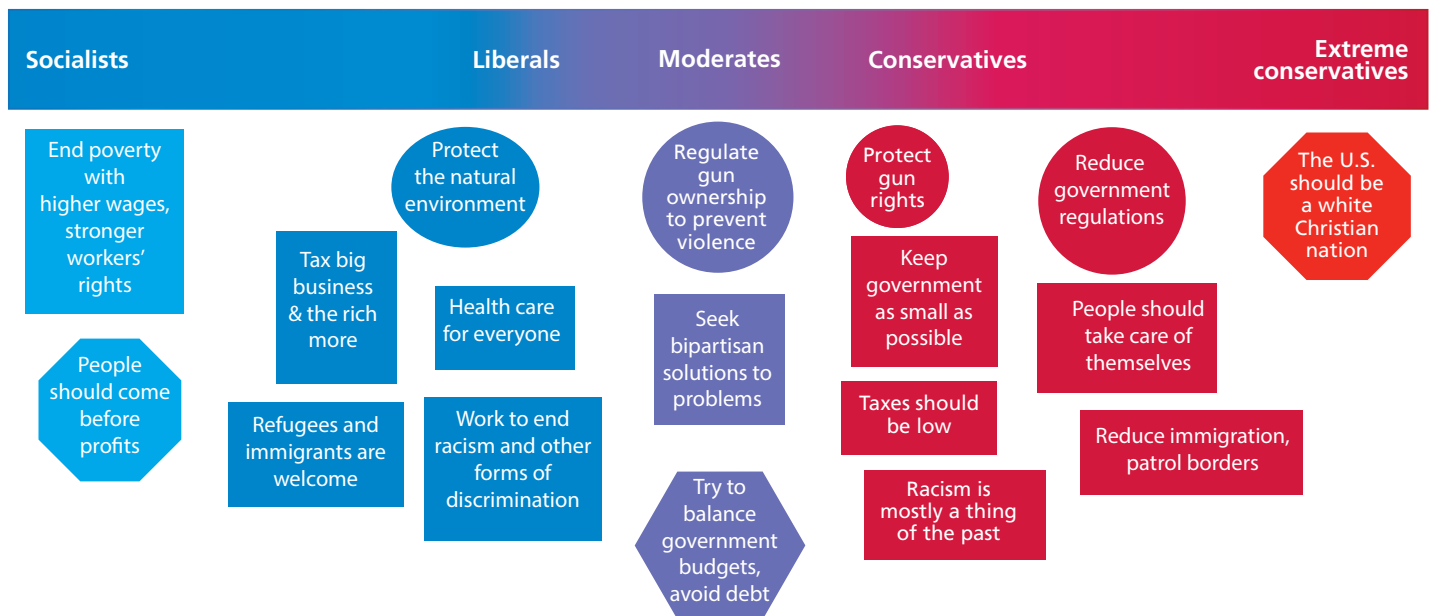 Socialists
Liberals
Moderates
Conservatives
Extreme
conservatives
End poverty
with
higher wages,
stronger
workers'
rights
People
should come
before
profits
Protect
the natural
environment
Tax big
business
& the rich
more
Health care
for everyone
Refugees and
immigrants are
welcome
Work to end
racism and other
forms of
discrimination
Regulate
gun
ownership
to prevent
violence
Seek
bipartisan
solutions to
problems
Try to
balance
government
budgets,
avoid debt
Protect
gun
rights
Keep
government
as small as
possible
Taxes should
be low
Racism is
mostly a thing
of the past
Reduce
government
regulations
People should
take care of
themselves
Reduce immigration,
patrol borders
The U.S.
should be
a white
Christian
nation